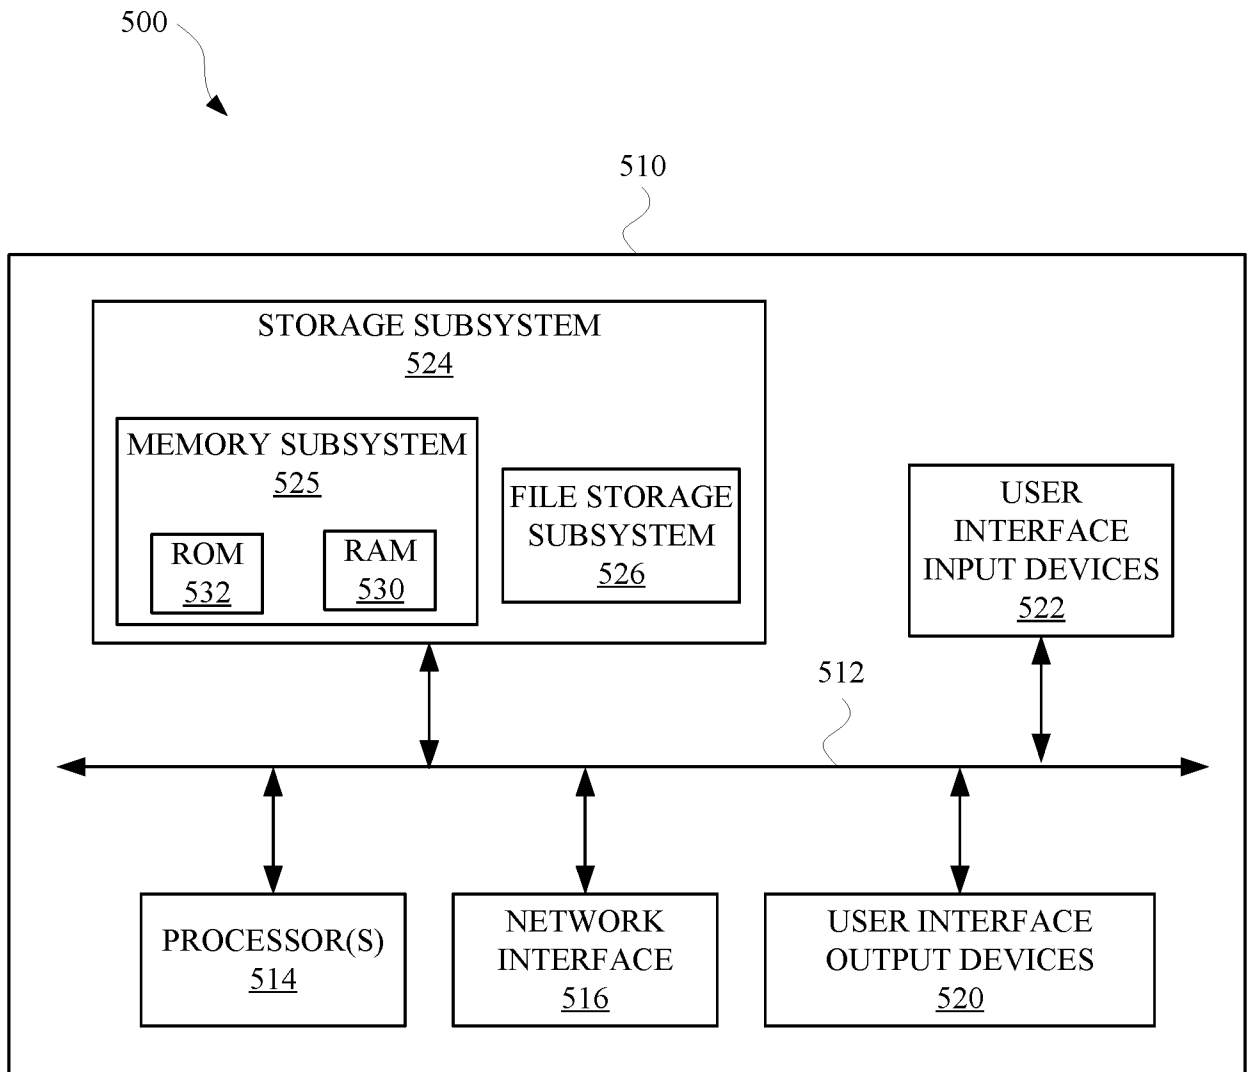 500
510
STORAGE SUBSYSTEM
524
MEMORY SUBSYSTEM
525
ROM
532
RAM
530
FILE STORAGE
SUBSYSTEM
526
USER
INTERFACE
INPUT DEVICES
522
512
PROCESSOR(S)
514
NETWORK
INTERFACE
516
USER INTERFACE
OUTPUT DEVICES
520